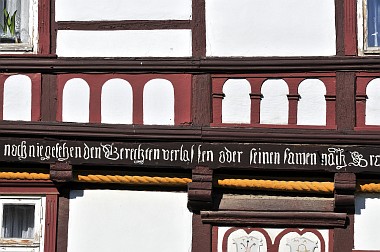 noch nie gesehen den Gerechten verlassen oder seinen samen nach Bro